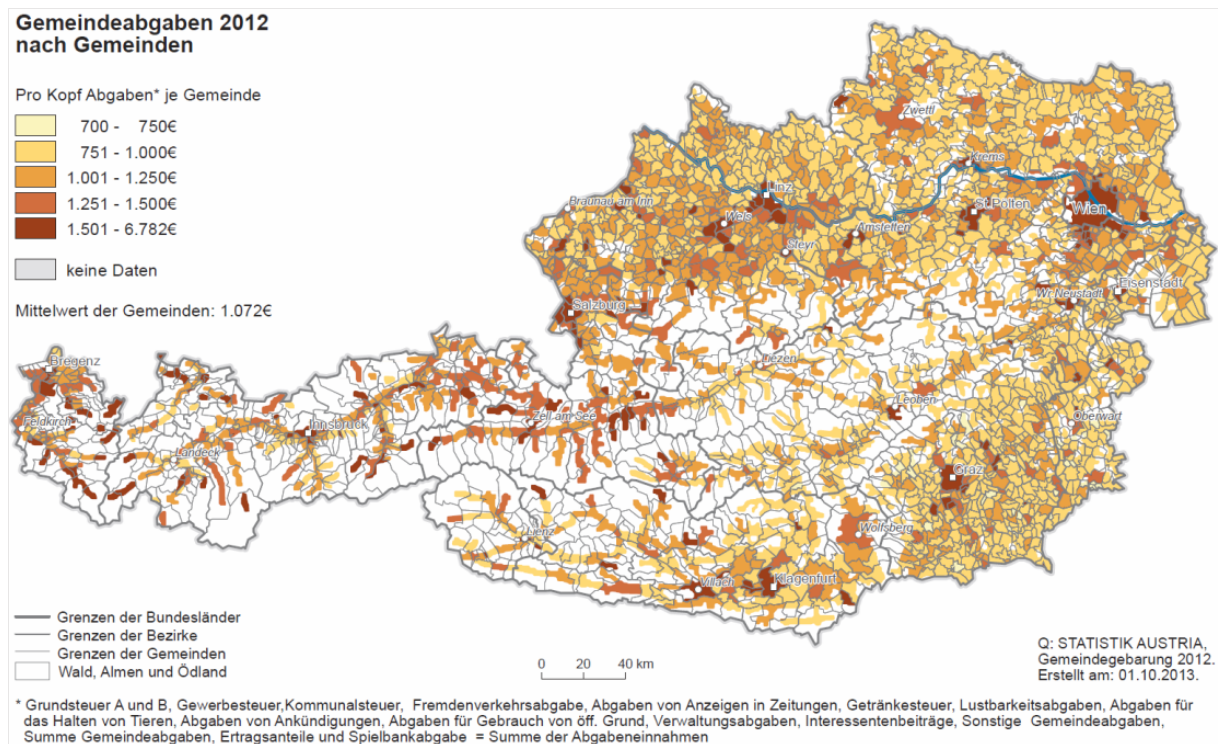 Gemeindeabgaben 2012
nach Gemeinden
Pro Kopf Abgaben* je Gemeinde
700 - 750€
751 - 1.000€
1.001 - 1.250€
1.251 - 1.500€
1.501 - 6.782€
keine Daten
Mittelwert der Gemeinden: 1.072€
Zwettl
Krems
Linz
Braunau am Inn
Wels
St.Pölten
Wien
Amstetten
Steyr
Eisenstadt
Wr.Neustadt
Salzburg
Bregenz
Liezen
Leoben
Zell am See
Oberwart
Feldkirch
Innsbruck
Landeck
Graz
Lienz
Wolfsberg
Villach
Klagenfurt
Grenzen der Bundesländer
Grenzen der Bezirke
Grenzen der Gemeinden
Wald, Almen und Ödland
0 20 40 km
Q: STATISTIK AUSTRIA,
Gemeindegebarung 2012.
Erstellt am: 01.10.2013.
* Grundsteuer A und B, Gewerbesteuer,Kommunalsteuer, Fremdenverkehrsabgabe, Abgaben von Anzeigen in Zeitungen, Getränkesteuer, Lustbarkeitsabgaben, Abgaben für
das Halten von Tieren, Abgaben von Ankündigungen, Abgaben für Gebrauch von öff. Grund, Verwaltungsabgaben, Interessentenbeiträge, Sonstige Gemeindeabgaben,
Summe Gemeindeabgaben, Ertragsanteile und Spielbankabgabe = Summe der Abgabeneinnahmen